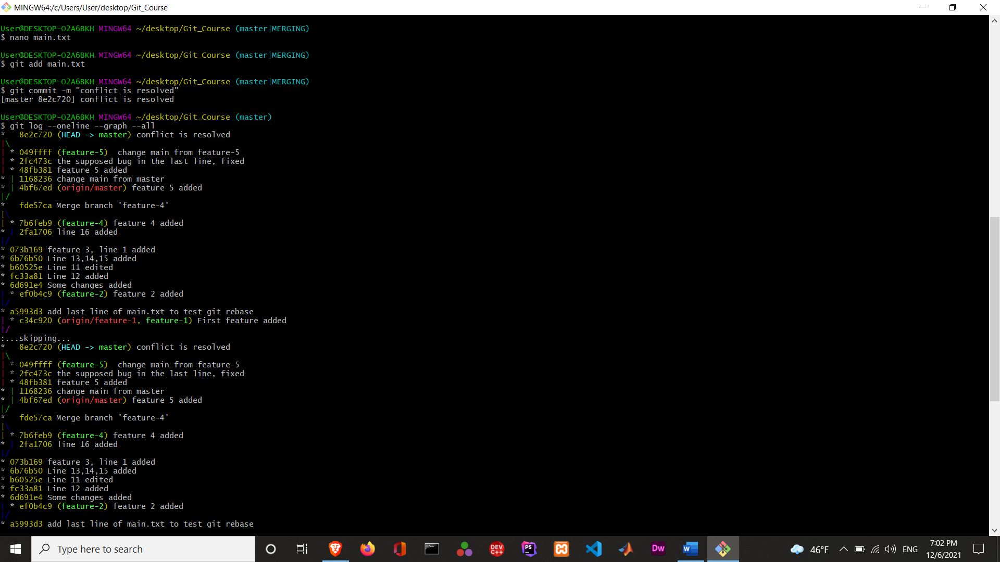 MINGW64:/c/Users/User/desktop/Git_Course
User@DESKTOP-O2A6BKH MINGW64 ~/desktop/Git_Course (master|MERGING)
$ nano main.txt
User@DESKTOP-O2A6BKH MINGW64 ~/desktop/Git_Course (master|MERGING)
$ git add main.txt
User@DESKTOP-O2A6BKH MINGW64 ~/desktop/Git_Course (master|MERGING)
$ git commit -m "conflict is resolved"
[master 8e2c720] conflict is resolved
User@DESKTOP-O2A6BKH MINGW64 ~/desktop/Git_Course (master)
$ git log --oneline --graph --all
*   8e2c720 (HEAD -> master) conflict is resolved
|\
| * 049ffff (feature-5)  change main from feature-5
| * 2fc473c the supposed bug in the last line, fixed
| * 48fb381 feature 5 added
* | 1168236 change main from master
* | 4bf67ed (origin/master) feature 5 added
|/
*   fde57ca Merge branch 'feature-4'
|\
| * 7b6feb9 (feature-4) feature 4 added
* | 2fa1706 line 16 added
|/
* 073b169 feature 3, line 1 added
* 6b76b50 Line 13,14,15 added
* b60525e Line 11 edited
* fc33a81 Line 12 added
* 6d691e4 Some changes added
| * ef0b4c9 (feature-2) feature 2 added
|/
* a5993d3 add last line of main.txt to test git rebase
| * c34c920 (origin/feature-1, feature-1) First feature added
|/
:...skipping...
*   8e2c720 (HEAD -> master) conflict is resolved
|\
| * 049ffff (feature-5)  change main from feature-5
| * 2fc473c the supposed bug in the last line, fixed
| * 48fb381 feature 5 added
* | 1168236 change main from master
* | 4bf67ed (origin/master) feature 5 added
|/
*   fde57ca Merge branch 'feature-4'
|\
| * 7b6feb9 (feature-4) feature 4 added
* | 2fa1706 line 16 added
|/
* 073b169 feature 3, line 1 added
* 6b76b50 Line 13,14,15 added
* b60525e Line 11 edited
* fc33a81 Line 12 added
* 6d691e4 Some changes added
| * ef0b4c9 (feature-2) feature 2 added
|/
* a5993d3 add last line of main.txt to test git rebase
Type here to search
DEV C++
PS
Dw
W
46°F
ENG
7:02 PM
12/6/2021